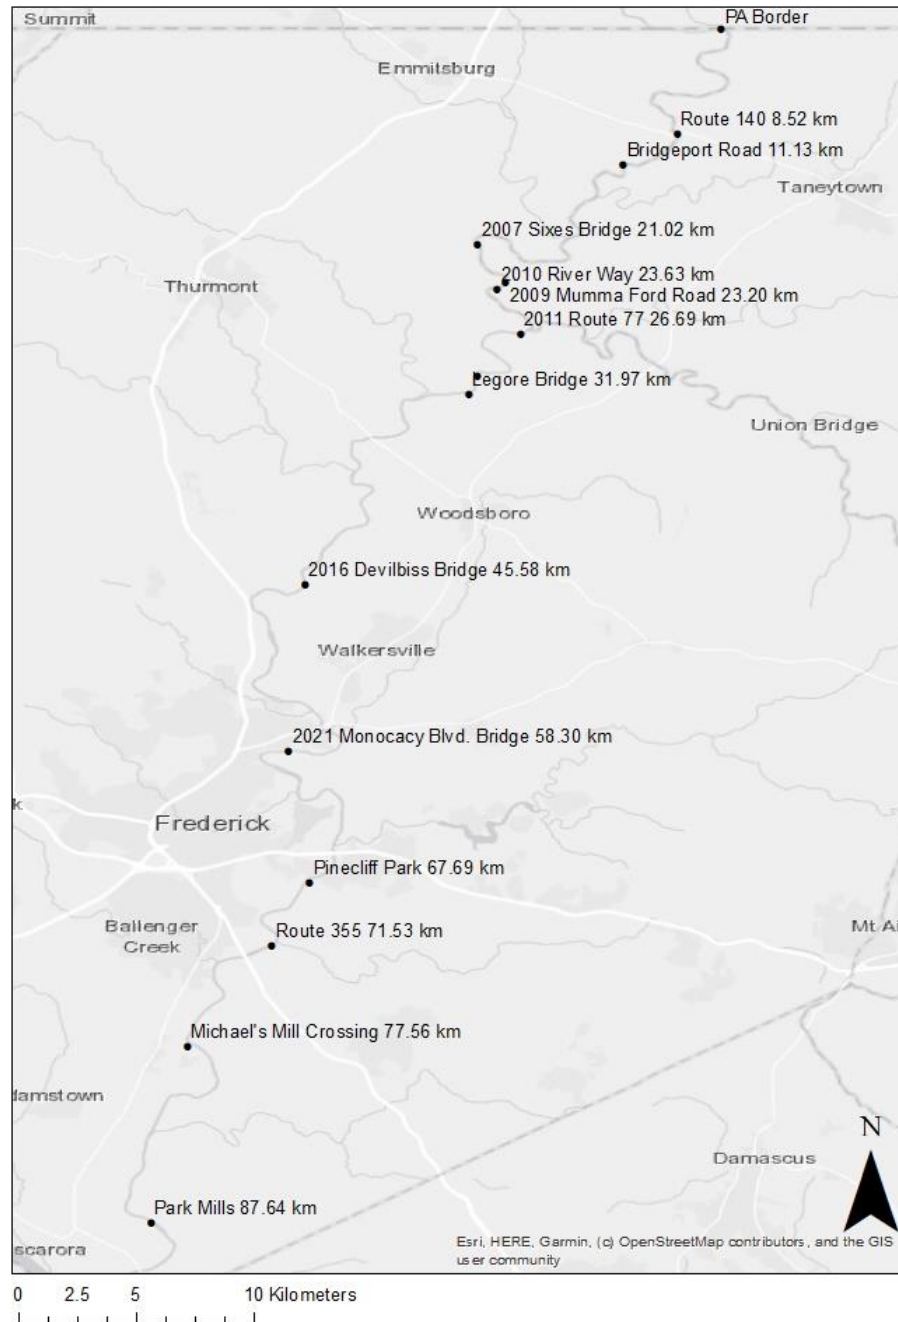 Summit
PA Border
Emmitsburg
Route 140 8.52 km
Bridgeport Road 11.13 km
Taneytown
2007 Sixes Bridge 21.02 km
2010 River Way 23.63 km
Thurmont
2009 Mumma Ford Road 23.20 km
2011 Route 77 26.69 km
Legore Bridge 31.97 km
Union Bridge
Woodsboro
2016 Devilbiss Bridge 45.58 km
Walkersville
2021 Monocacy Blvd. Bridge 58.30 km
k
Frederick
Pinecliff Park 67.69 km
Ballenger
Creek
Route 355 71.53 km
Mt Ai
Michael's Mill Crossing 77.56 km
damstown
N
Damascus
Park Mills 87.64 km
scarora
Esri, HERE, Garmin, (c) OpenStreetMap contributors, and the GIS
user community
0 2.5 5 10 Kilometers